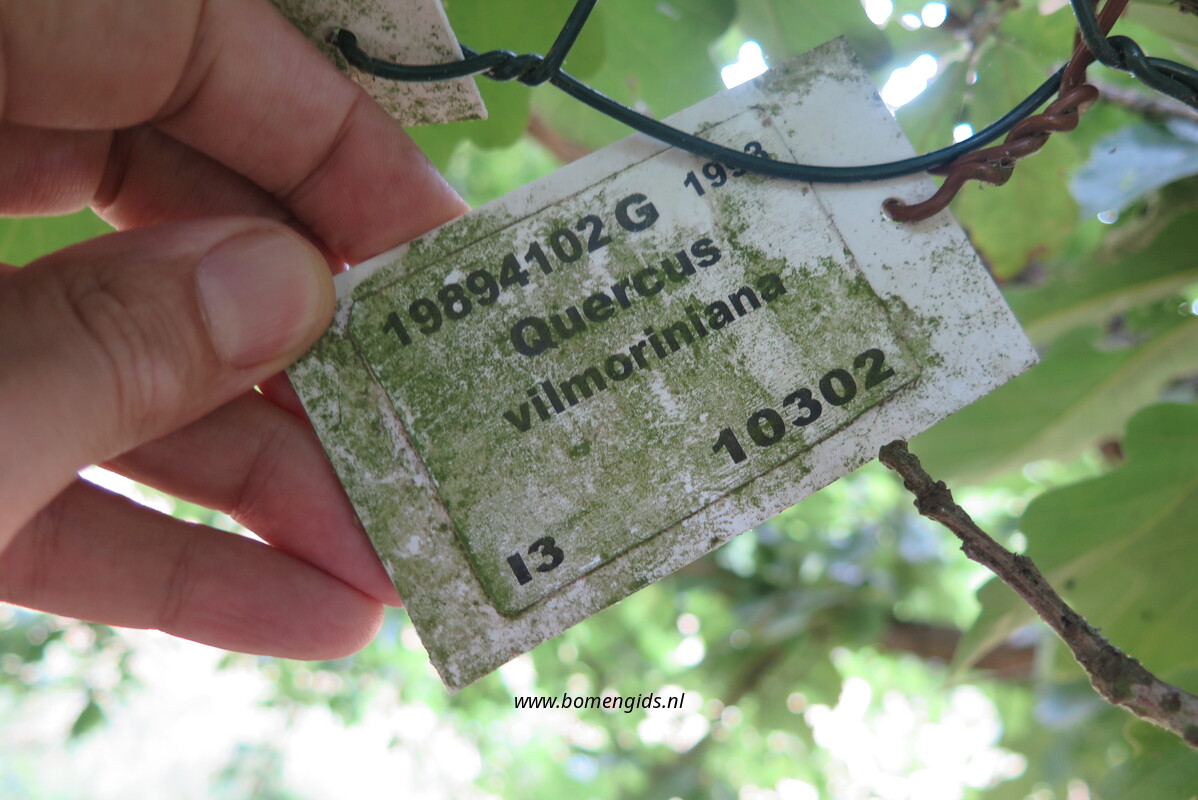 19894102 G
Quercus
vilmoriniana
10302
I3
www.bomengids.nl